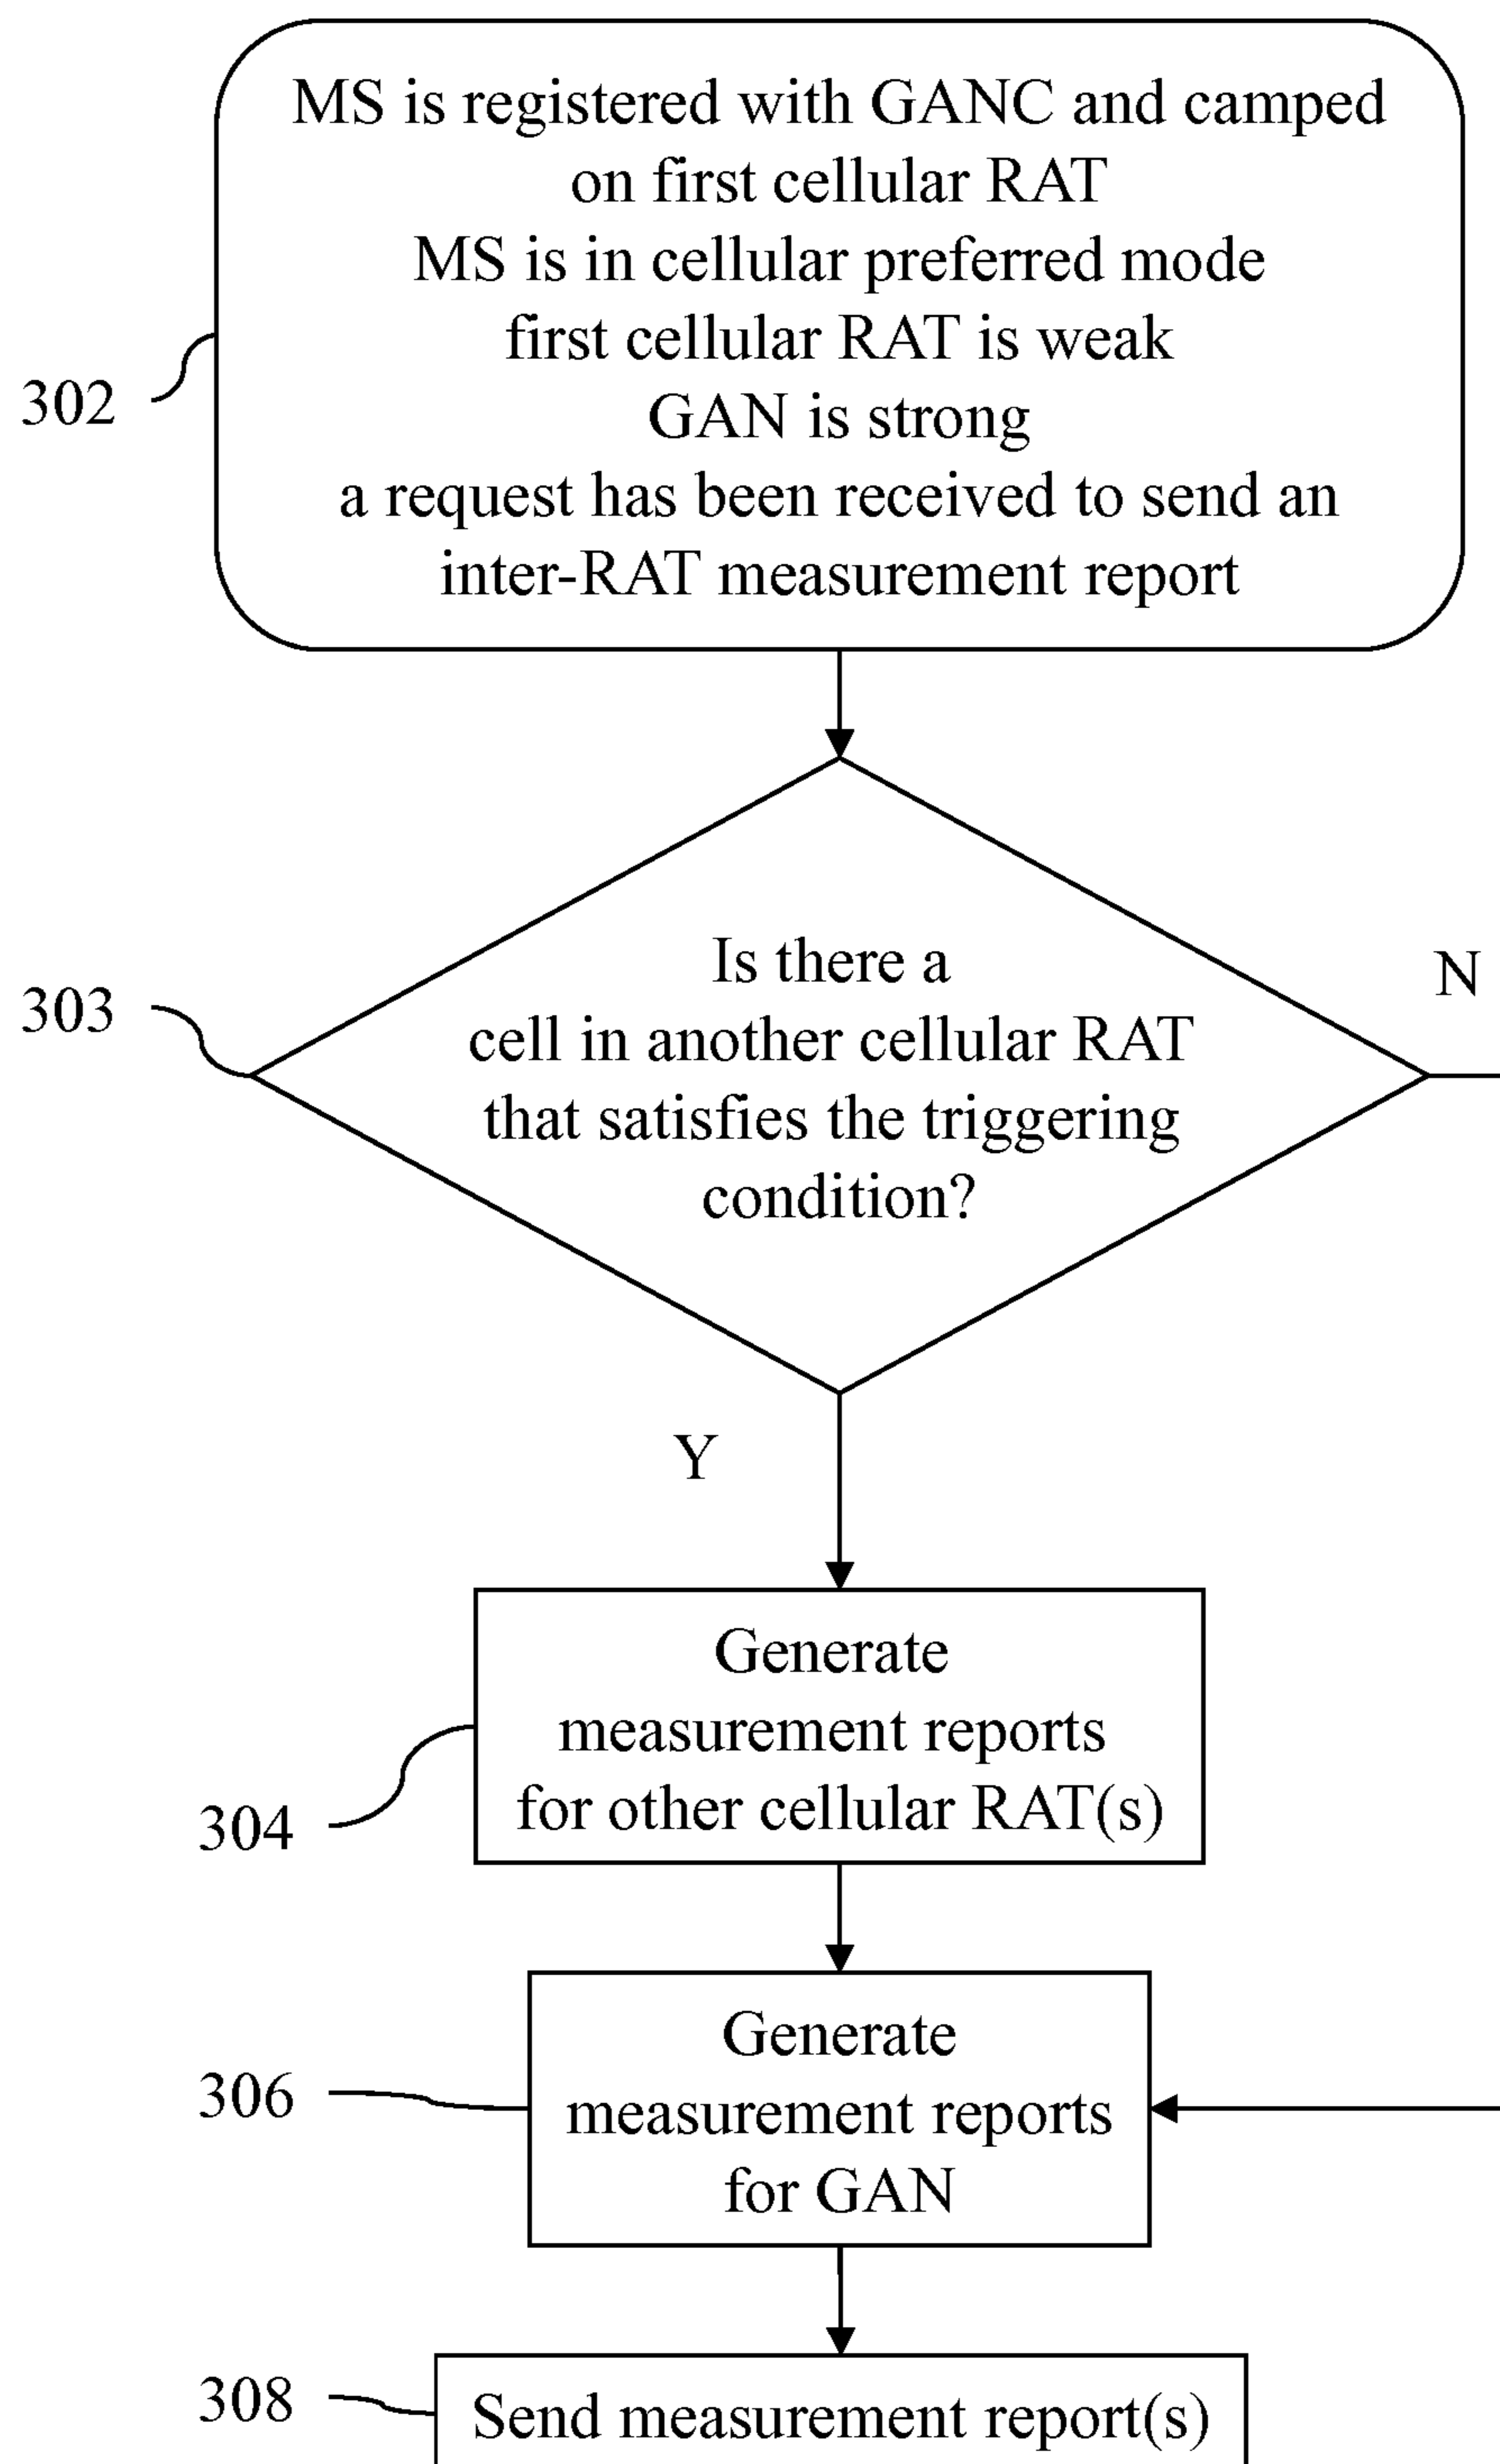 MS is registered with GANC and camped
on first cellular RAT
MS is in cellular preferred mode
first cellular RAT is weak
GAN is strong
a request has been received to send an
inter-RAT measurement report
302
Is there a
cell in another cellular RAT
that satisfies the triggering
condition?
303
N
Y
Generate
measurement reports
for other cellular RAT(s)
304
Generate
measurement reports
for GAN
306
Send measurement report(s)
308